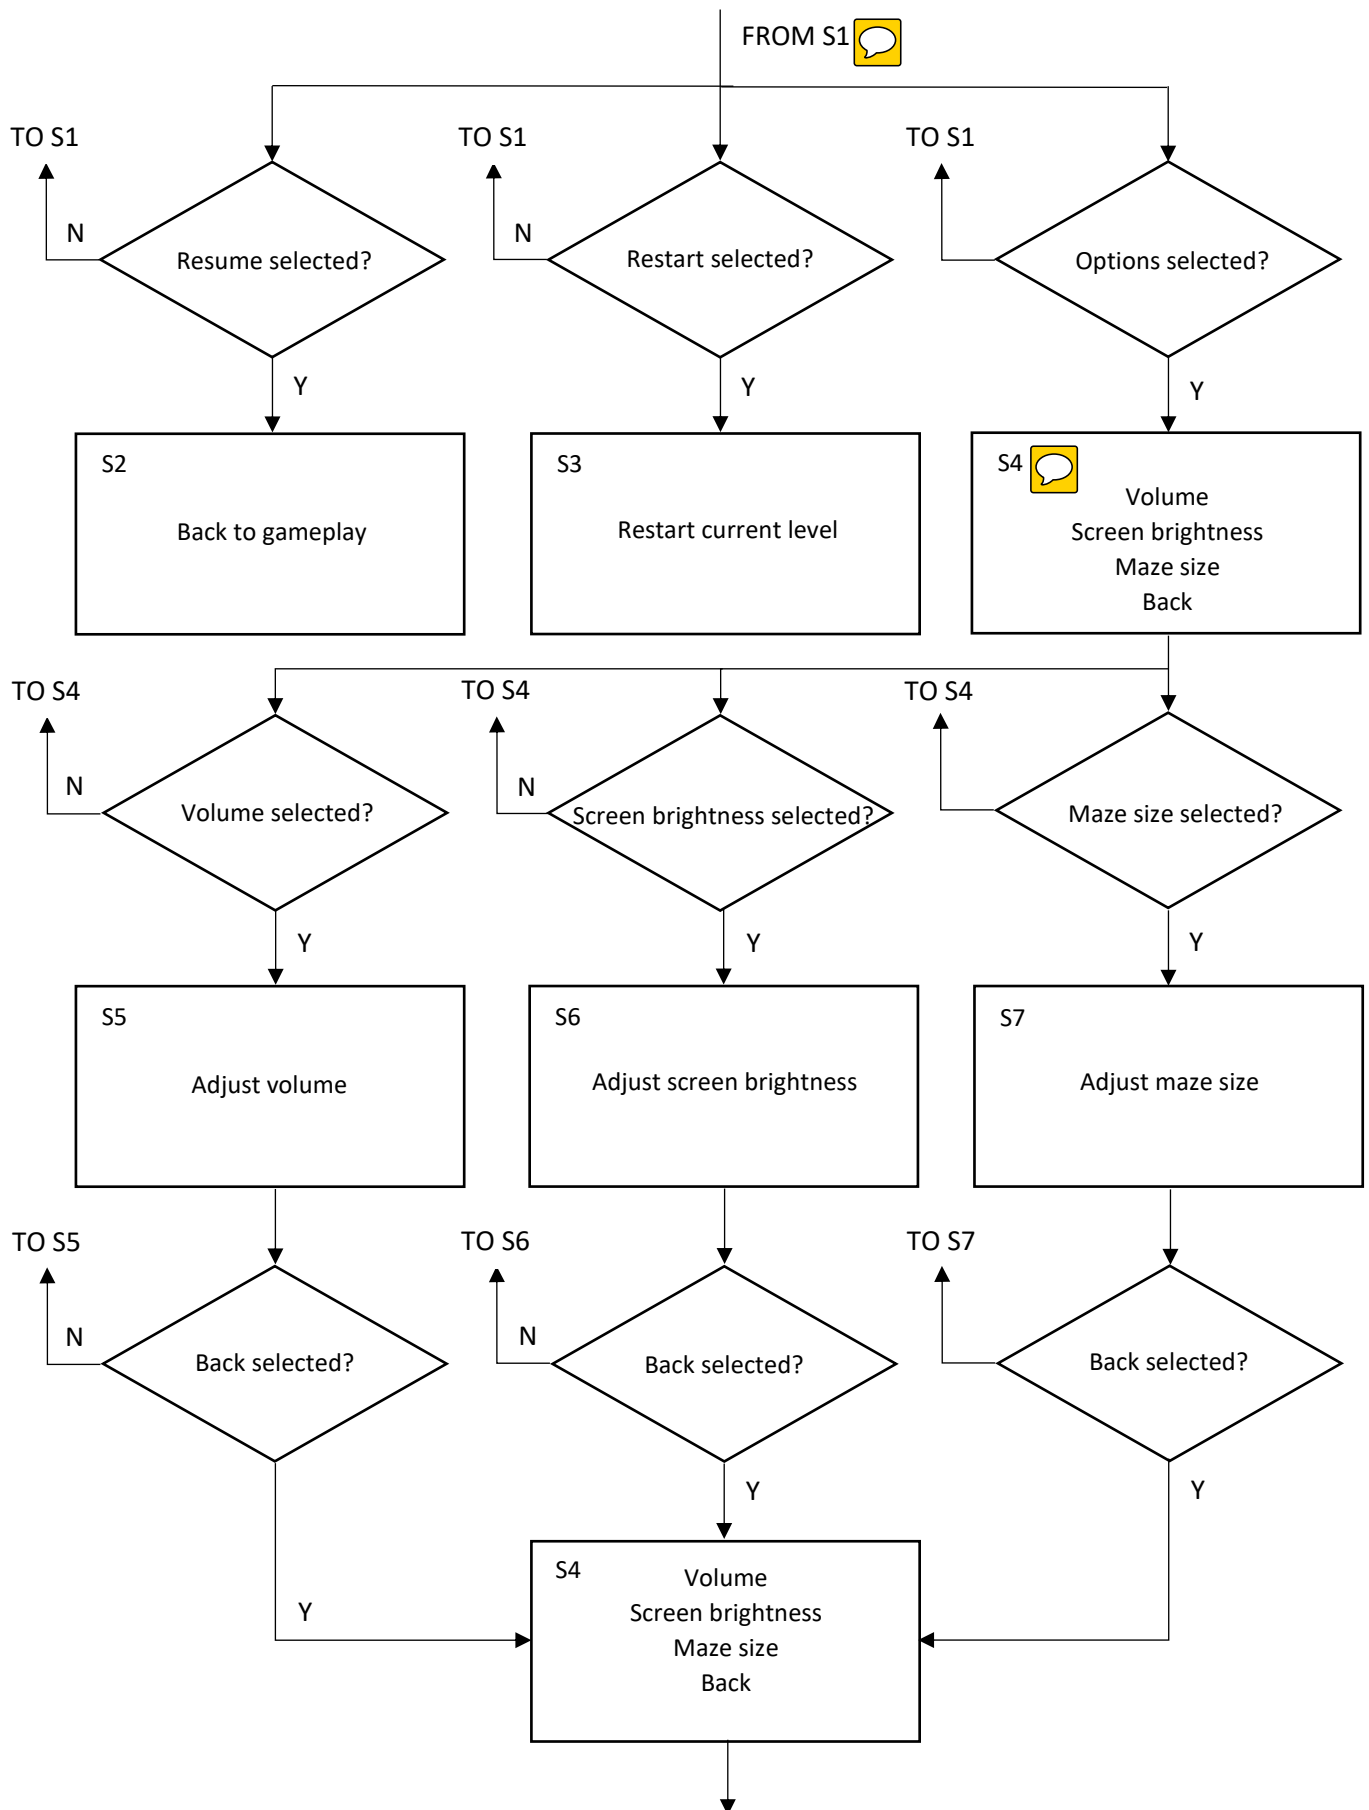 FROM S1
TO S1
TO S1
TO S1
N
N
Resume selected?
Restart selected?
Options selected?
Y
Y
Y
S2
Back to gameplay
S3
Restart current level
S4
Volume
Screen brightness
Maze size
Back
TO S4
TO S4
TO S4
N
N
Volume selected?
Screen brightness selected?
Maze size selected?
Y
Y
Y
S5
Adjust volume
S6
Adjust screen brightness
S7
Adjust maze size
TO S5
TO S6
TO S7
N
N
Back selected?
Back selected?
Back selected?
Y
Y
Y
S4
Volume
Screen brightness
Maze size
Back